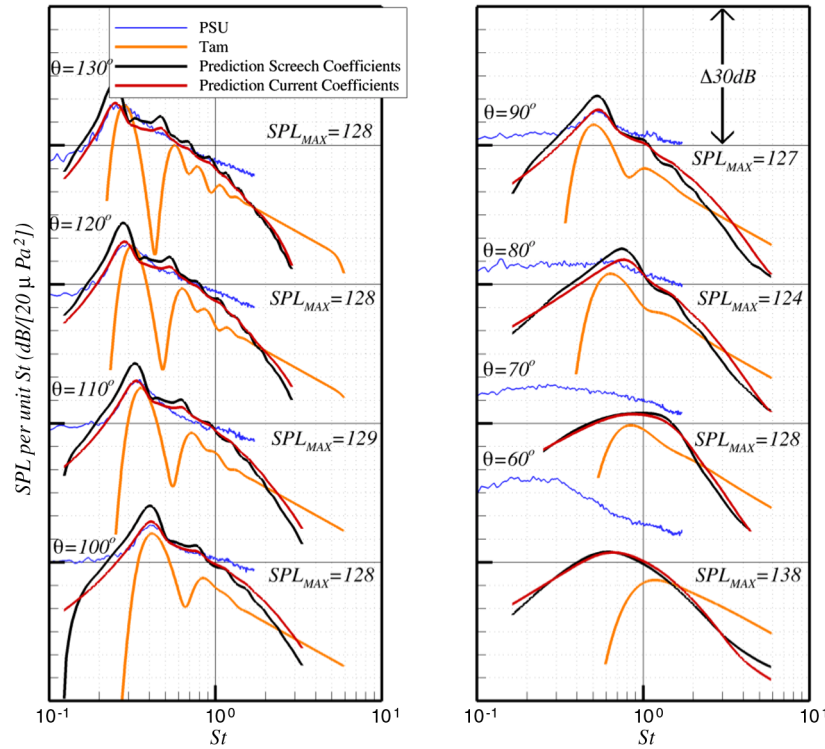 PSU
Tam
Prediction Screech Coefficients
Prediction Current Coefficients
θ=130°
SPL_MAX=128
θ=120°
SPL_MAX=128
θ=110°
SPL_MAX=129
θ=100°
SPL_MAX=128
SPL per unit St (dB/[20 μ Pa²])
10⁻¹ 10⁰ 10¹
St
Δ30dB
θ=90°
SPL_MAX=127
θ=80°
SPL_MAX=124
θ=70°
SPL_MAX=128
θ=60°
SPL_MAX=138
10⁻¹ 10⁰ 10¹
St